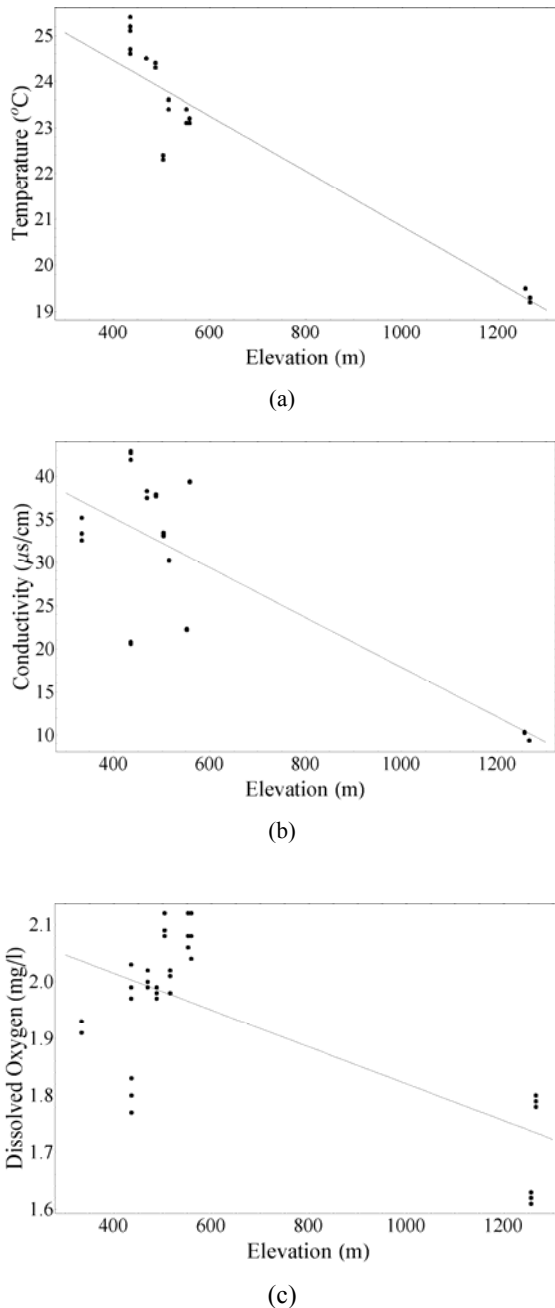 25
24
23
22
21
20
19
Temperature (°C)
400 600 800 1000 1200
Elevation (m)
(a)
40
35
30
25
20
15
10
Conductivity (μs/cm)
400 600 800 1000 1200
Elevation (m)
(b)
2.1
2.0
1.9
1.8
1.7
1.6
Dissolved Oxygen (mg/l)
400 600 800 1000 1200
Elevation (m)
(c)